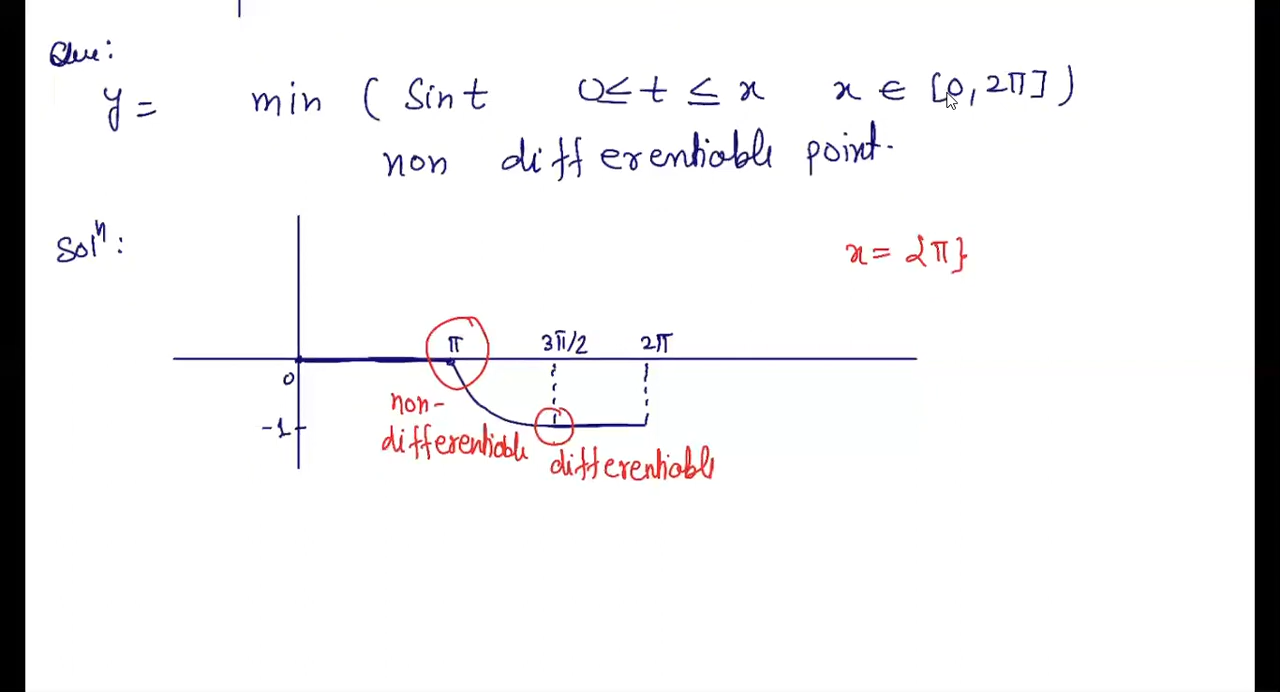 Que:
y = min ( Sin t 0 ≤ t ≤ x x ∈ [0, 2π] )
non differentiable point.
Solⁿ:
x = {π}
π 3π/2 2π
0
non-
-1
differentiable
differentiable